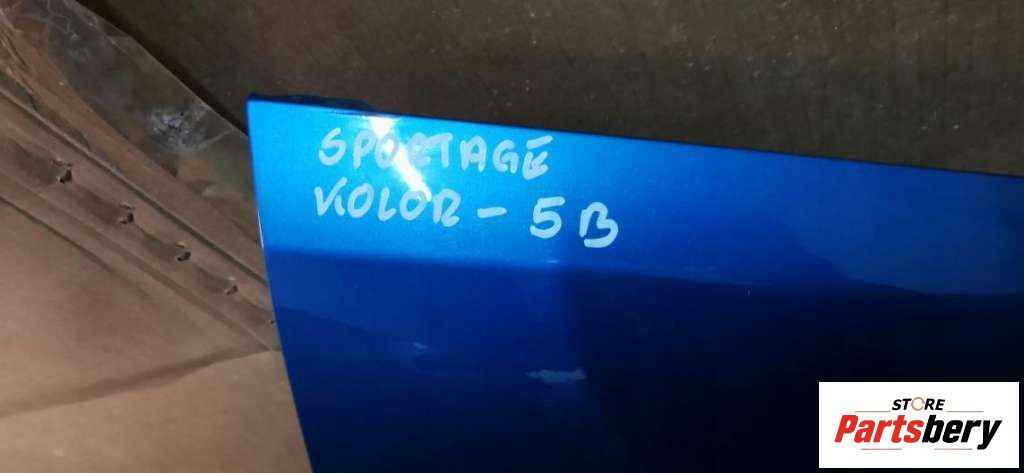 SPORTAGE
KOLOR - 5B
STORE
Partsbery